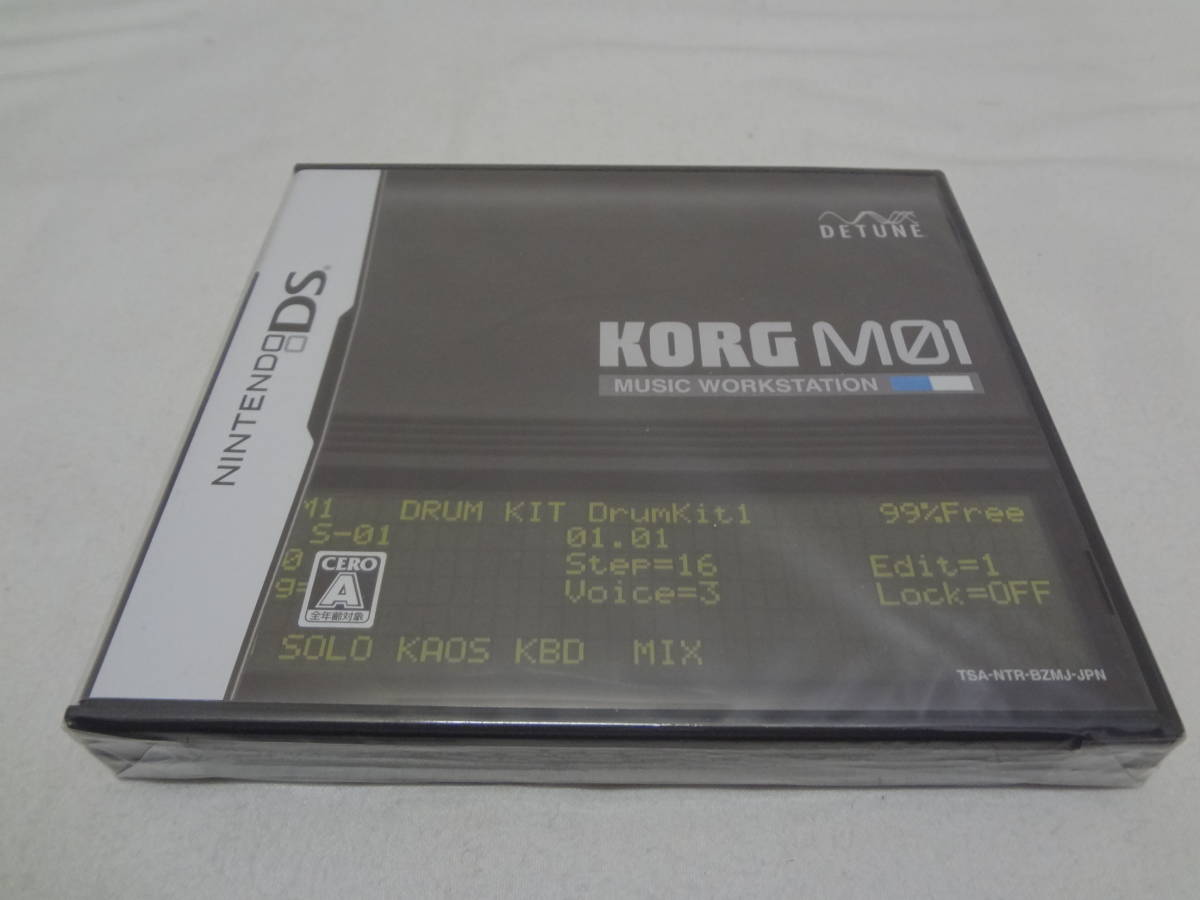 NINTENDO DS
DETUNE
KORG M01
MUSIC WORKSTATION
M1 DRUM KIT DrumKit1 99%Free
S-01 01.01
0 Step=16 Edit=1
g= Voice=3 Lock=OFF
CERO
A
全年齢対象
SOLO KAOS KBD MIX
TSA-NTR-BZMJ-JPN